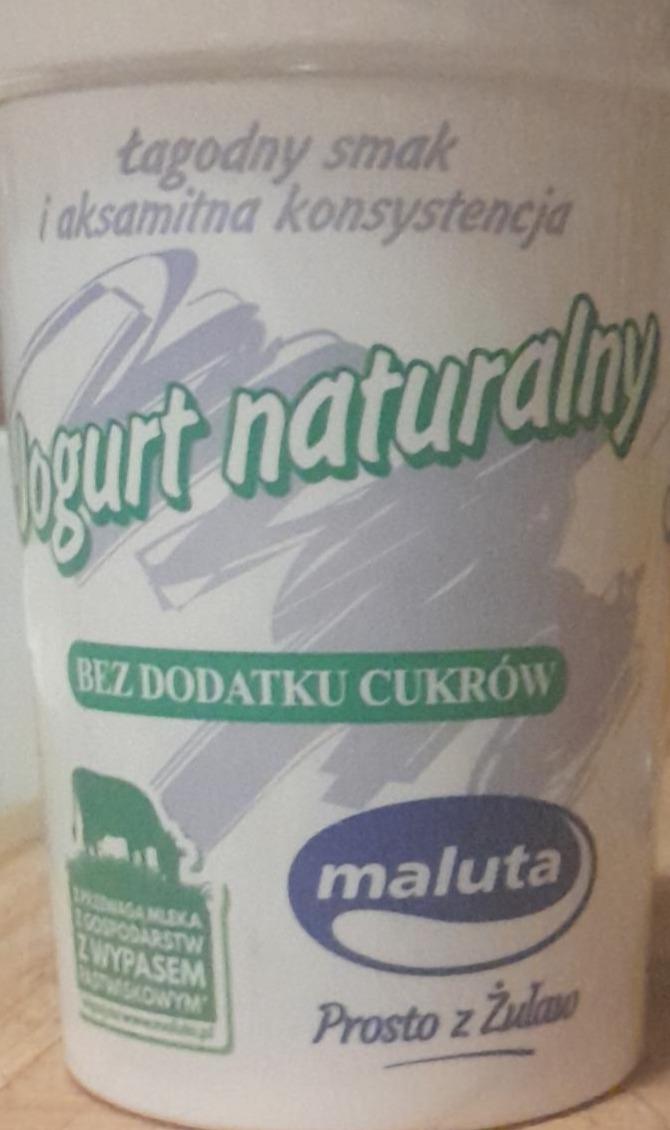 łagodny smak
i aksamitna konsystencja
Jogurt naturalny
BEZ DODATKU CUKRÓW
Z PRZEWAGĄ MLEKA
Z GOSPODARSTW
Z WYPASEM
PASTWISKOWYM*
maluta
Prosto z Żuław